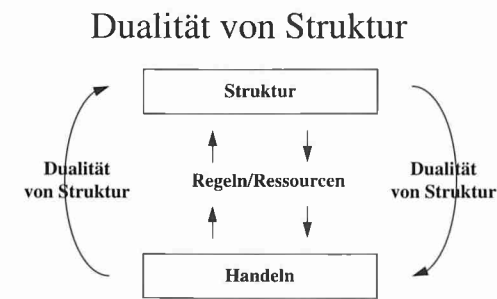 Dualität von Struktur
Struktur
Dualität
von Struktur
Regeln/Ressourcen
Dualität
von Struktur
Handeln